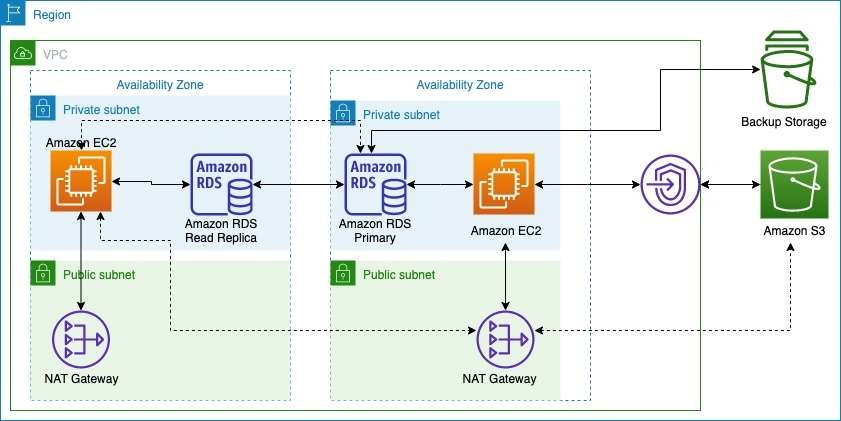 Region
VPC
Availability Zone
Availability Zone
Private subnet
Private subnet
Backup Storage
Amazon EC2
Amazon
RDS
Amazon RDS
Read Replica
Amazon
RDS
Amazon RDS
Primary
Amazon EC2
Amazon S3
Public subnet
Public subnet
NAT Gateway
NAT Gateway